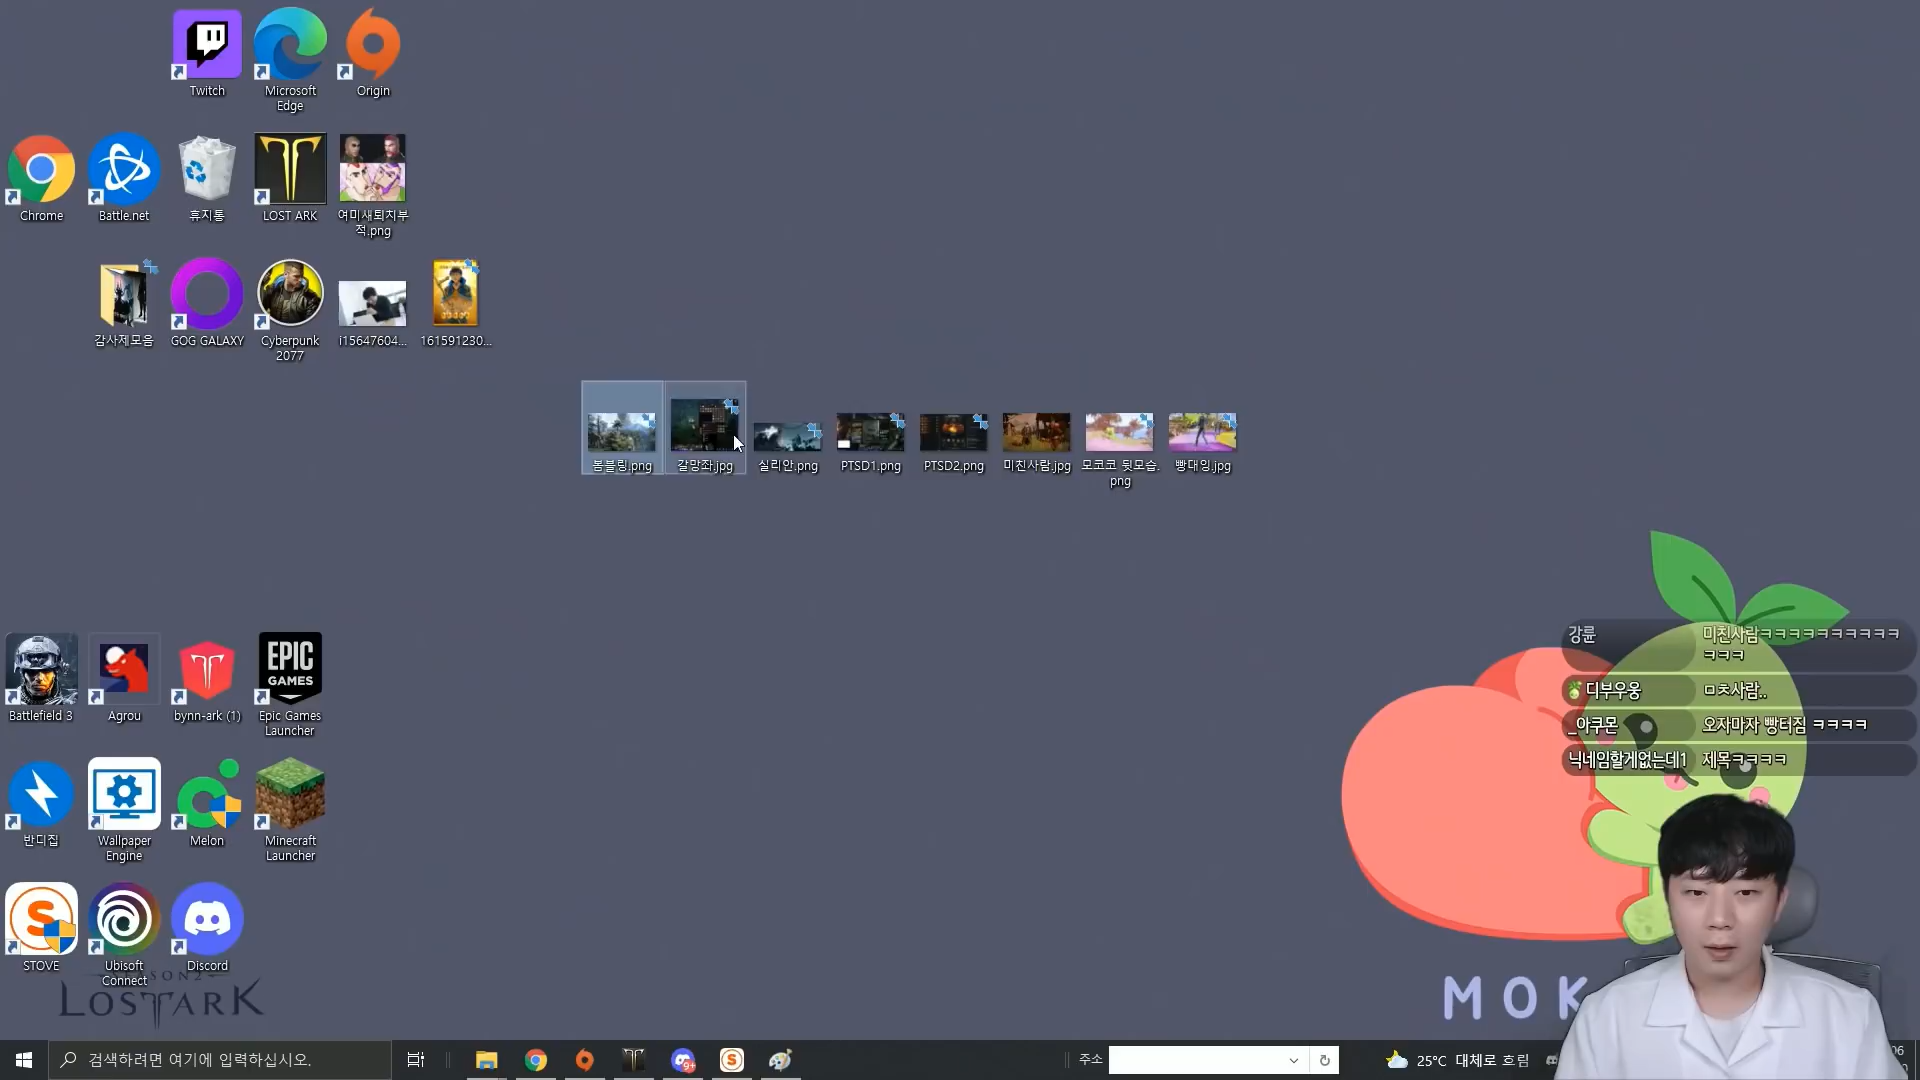 Twitch
Microsoft
Edge
Origin
Chrome
Battle.net
휴지통
LOST ARK
여미새퇴치부
적.png
감사제모음
GOG GALAXY
Cyberpunk
2077
i15647604...
161591230...
봄블링.png
갈망좌.jpg
실리안.png
PTSD1.png
PTSD2.png
미친사람.jpg
모코코 뒷모습.
png
빵대잉.jpg
Battlefield 3
Agrou
bynn-ark (1)
EPIC
GAMES
Epic Games
Launcher
반디집
Wallpaper
Engine
Melon
Minecraft
Launcher
STOVE
Ubisoft
Connect
Discord
SEASON2
LOSTARK
강륜
미친사람ㅋㅋㅋㅋㅋㅋㅋㅋㅋㅋ
ㅋㅋㅋ
디부우웅
ㅁㅊ사람..
_아쿠몬
오자마자 빵터짐 ㅋㅋㅋㅋ
닉네임할게없는데1
제목ㅋㅋㅋㅋ
MOK
검색하려면 여기에 입력하십시오.
9+
주소
25°C 대체로 흐림